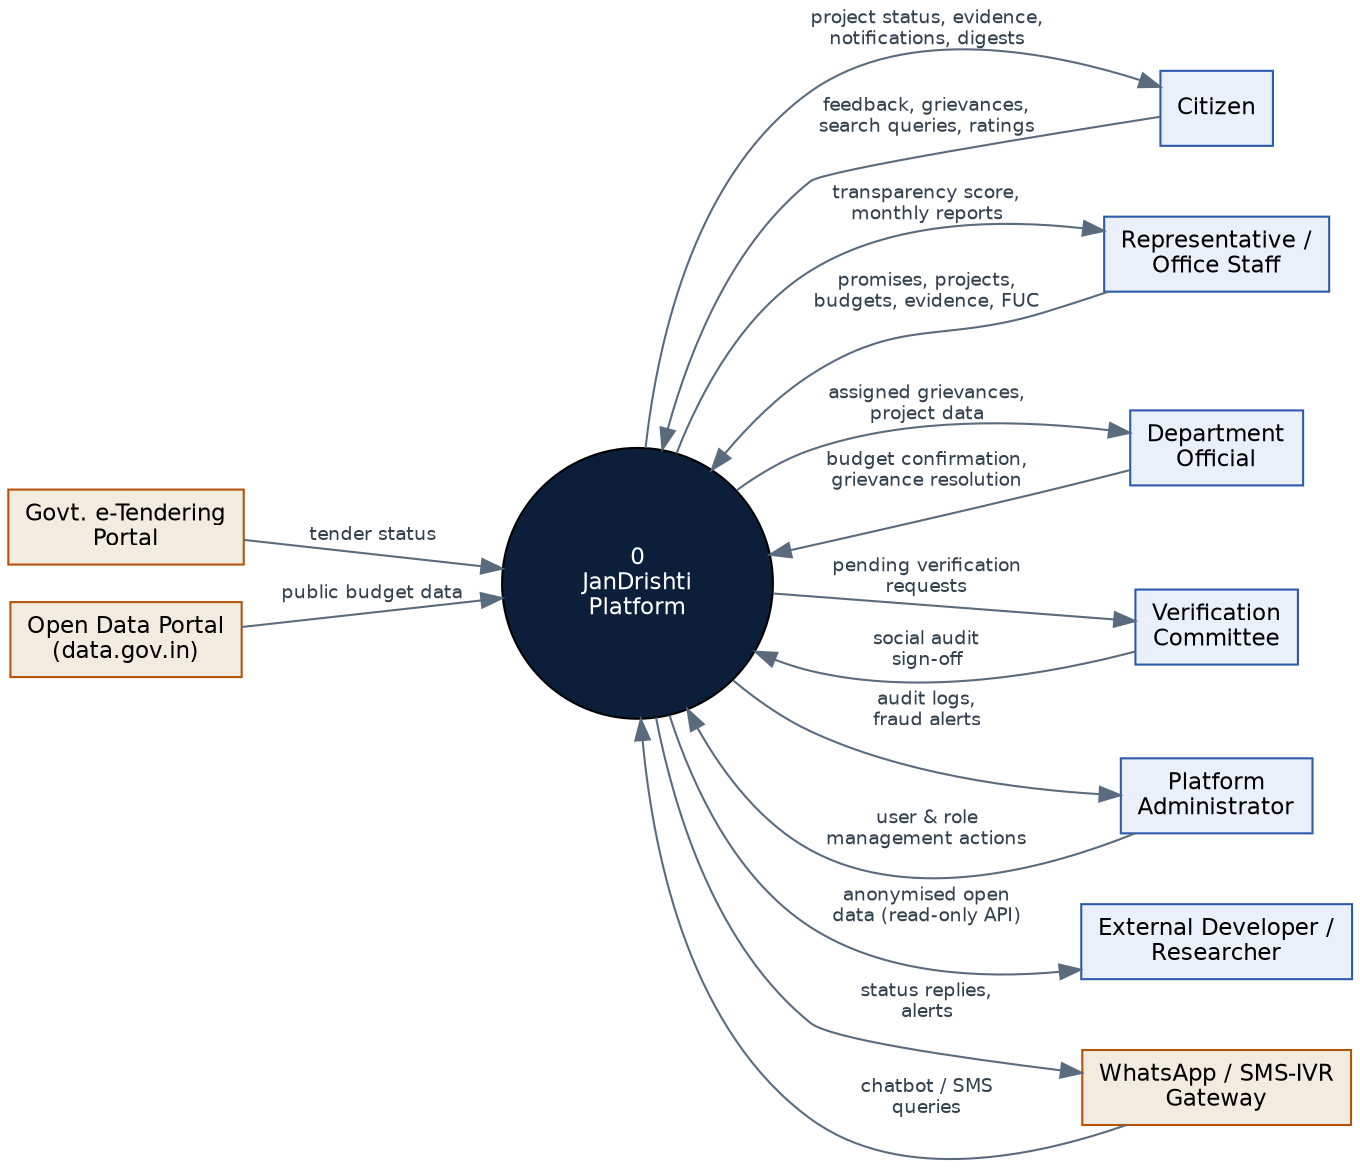 project status, evidence,
notifications, digests
Citizen
feedback, grievances,
search queries, ratings
transparency score,
monthly reports
Representative /
Office Staff
promises, projects,
budgets, evidence, FUC
assigned grievances,
project data
Department
Official
budget confirmation,
grievance resolution
Govt. e-Tendering
Portal
tender status
0
JanDrishti
Platform
pending verification
requests
public budget data
Open Data Portal
(data.gov.in)
Verification
Committee
social audit
sign-off
audit logs,
fraud alerts
Platform
Administrator
user & role
management actions
anonymised open
data (read-only API)
External Developer /
Researcher
status replies,
alerts
WhatsApp / SMS-IVR
Gateway
chatbot / SMS
queries